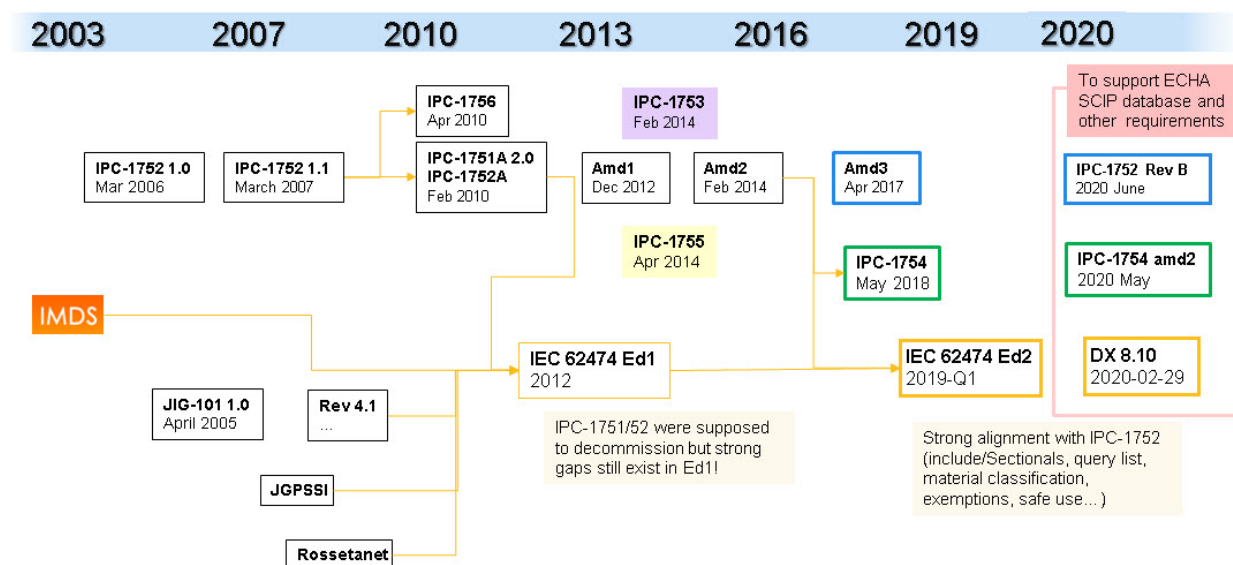 2003 2007 2010 2013 2016 2019 2020
To support ECHA
SCIP database and
other requirements
IPC-1756
Apr 2010
IPC-1753
Feb 2014
IPC-1752 1.0
Mar 2006
IPC-1752 1.1
March 2007
IPC-1751A 2.0
IPC-1752A
Feb 2010
Amd1
Dec 2012
Amd2
Feb 2014
Amd3
Apr 2017
IPC-1752 Rev B
2020 June
IPC-1755
Apr 2014
IPC-1754
May 2018
IPC-1754 amd2
2020 May
IMDS
IEC 62474 Ed1
2012
IEC 62474 Ed2
2019-Q1
DX 8.10
2020-02-29
JIG-101 1.0
April 2005
Rev 4.1
...
IPC-1751/52 were supposed
to decommission but strong
gaps still exist in Ed1!
Strong alignment with IPC-1752
(include/Sectionals, query list,
material classification,
exemptions, safe use...)
JGPSSI
Rossetanet